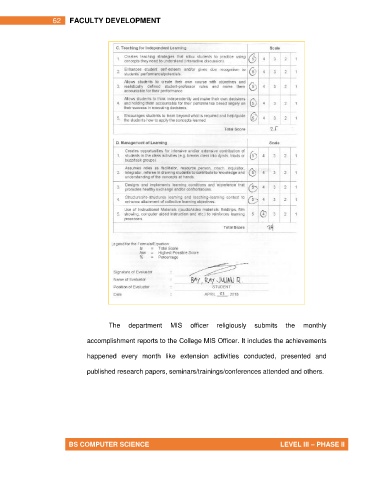 62 FACULTY DEVELOPMENT
C. Teaching for Independent Learning Scale
1. Creates teaching strategies that allow students to practice using concepts they need to understand (interactive discussion). 5 4 3 2 1
2. Enhances student self-esteem and/or gives due recognition to students' performance/potentials. 5 4 3 2 1
3. Allows students to create their own course with objectives and realistically defined student-professor rules and make them accountable for their performance. 5 4 3 2 1
4. Allows students to think independently and make their own decisions and holding them accountable for their performance based largely on their success in executing decisions. 5 4 3 2 1
5. Encourages students to learn beyond what is required and help/guide the students how to apply the concepts learned. 5 4 3 2 1
Total Score 25
D. Management of Learning Scale
1. Creates opportunities for intensive and/or extensive contribution of students in the class activities (e.g. breaks class into dyads, triads or buzz/task groups). 5 4 3 2 1
2. Assumes roles as facilitator, resource person, coach, inquisitor, integrator, referee in drawing students to contribute to knowledge and understanding of the concepts at hands. 5 4 3 2 1
3. Designs and implements learning conditions and experience that promotes healthy exchange and/or confrontations. 5 4 3 2 1
4. Structures/re-structures learning and teaching-learning context to enhance attainment of collective learning objectives. 5 4 3 2 1
5. Use of Instructional Materials (audio/video materials, fieldtrips, film showing, computer aided instruction and etc.) to reinforce learning processes. 5 4 3 2 1
Total Score 24
= Total Score
= Highest Possible Score
% = Percentage
Signature of Evaluator :
Name of Evaluator :
Position of Evaluator : STUDENT
Date : APRIL 2018
The department MIS officer religiously submits the monthly
accomplishment reports to the College MIS Officer. It includes the achievements
happened every month like extension activities conducted, presented and
published research papers, seminars/trainings/conferences attended and others.
BS COMPUTER SCIENCE LEVEL III – PHASE II